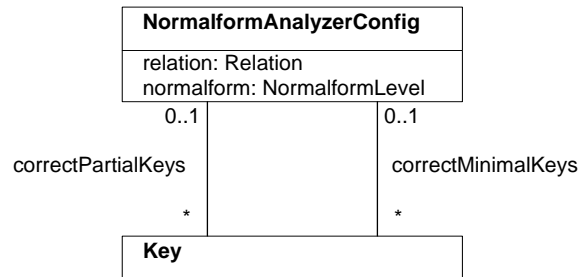 NormalformAnalyzerConfig
relation: Relation
normalform: NormalformLevel
0..1 0..1
correctPartialKeys correctMinimalKeys
* *
Key